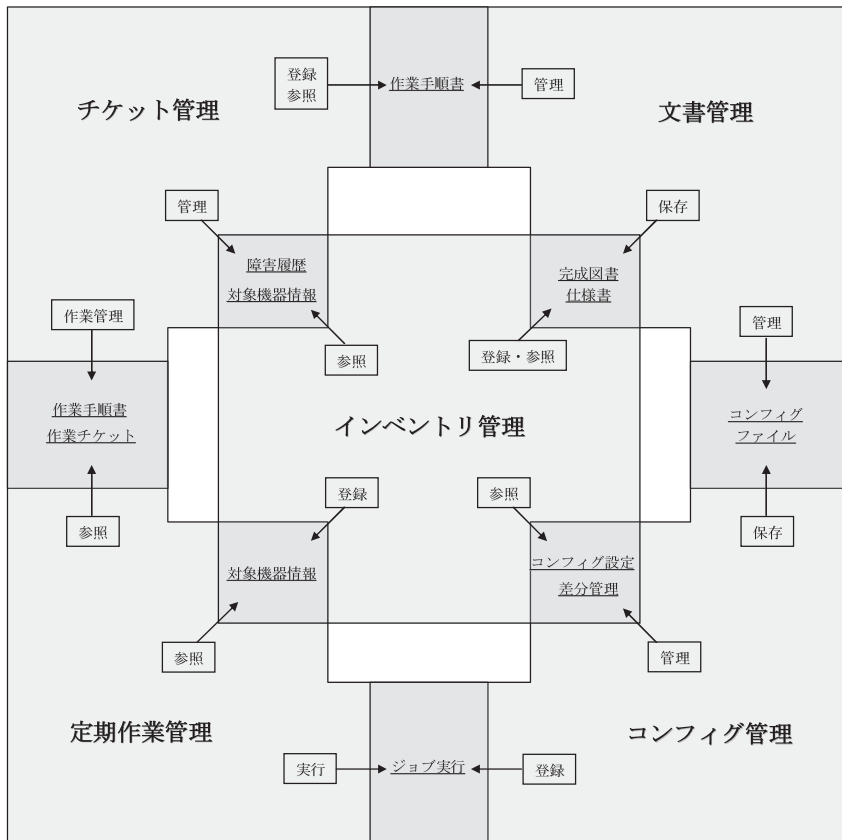 登録
参照
作業手順書
管理
チケット管理
文書管理
管理
保存
障害履歴
対象機器情報
完成図書
仕様書
作業管理
管理
参照
登録・参照
作業手順書
作業チケット
インベントリ管理
コンフィグ
ファイル
登録
参照
参照
保存
対象機器情報
コンフィグ設定
差分管理
参照
管理
定期作業管理
コンフィグ管理
実行
ジョブ実行
登録